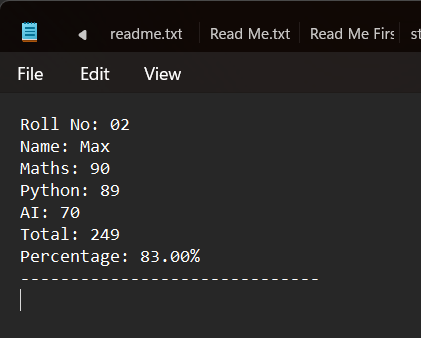 readme.txt Read Me.txt Read Me Firs st
File Edit View
Roll No: 02
Name: Max
Maths: 90
Python: 89
AI: 70
Total: 249
Percentage: 83.00%
------------------------------